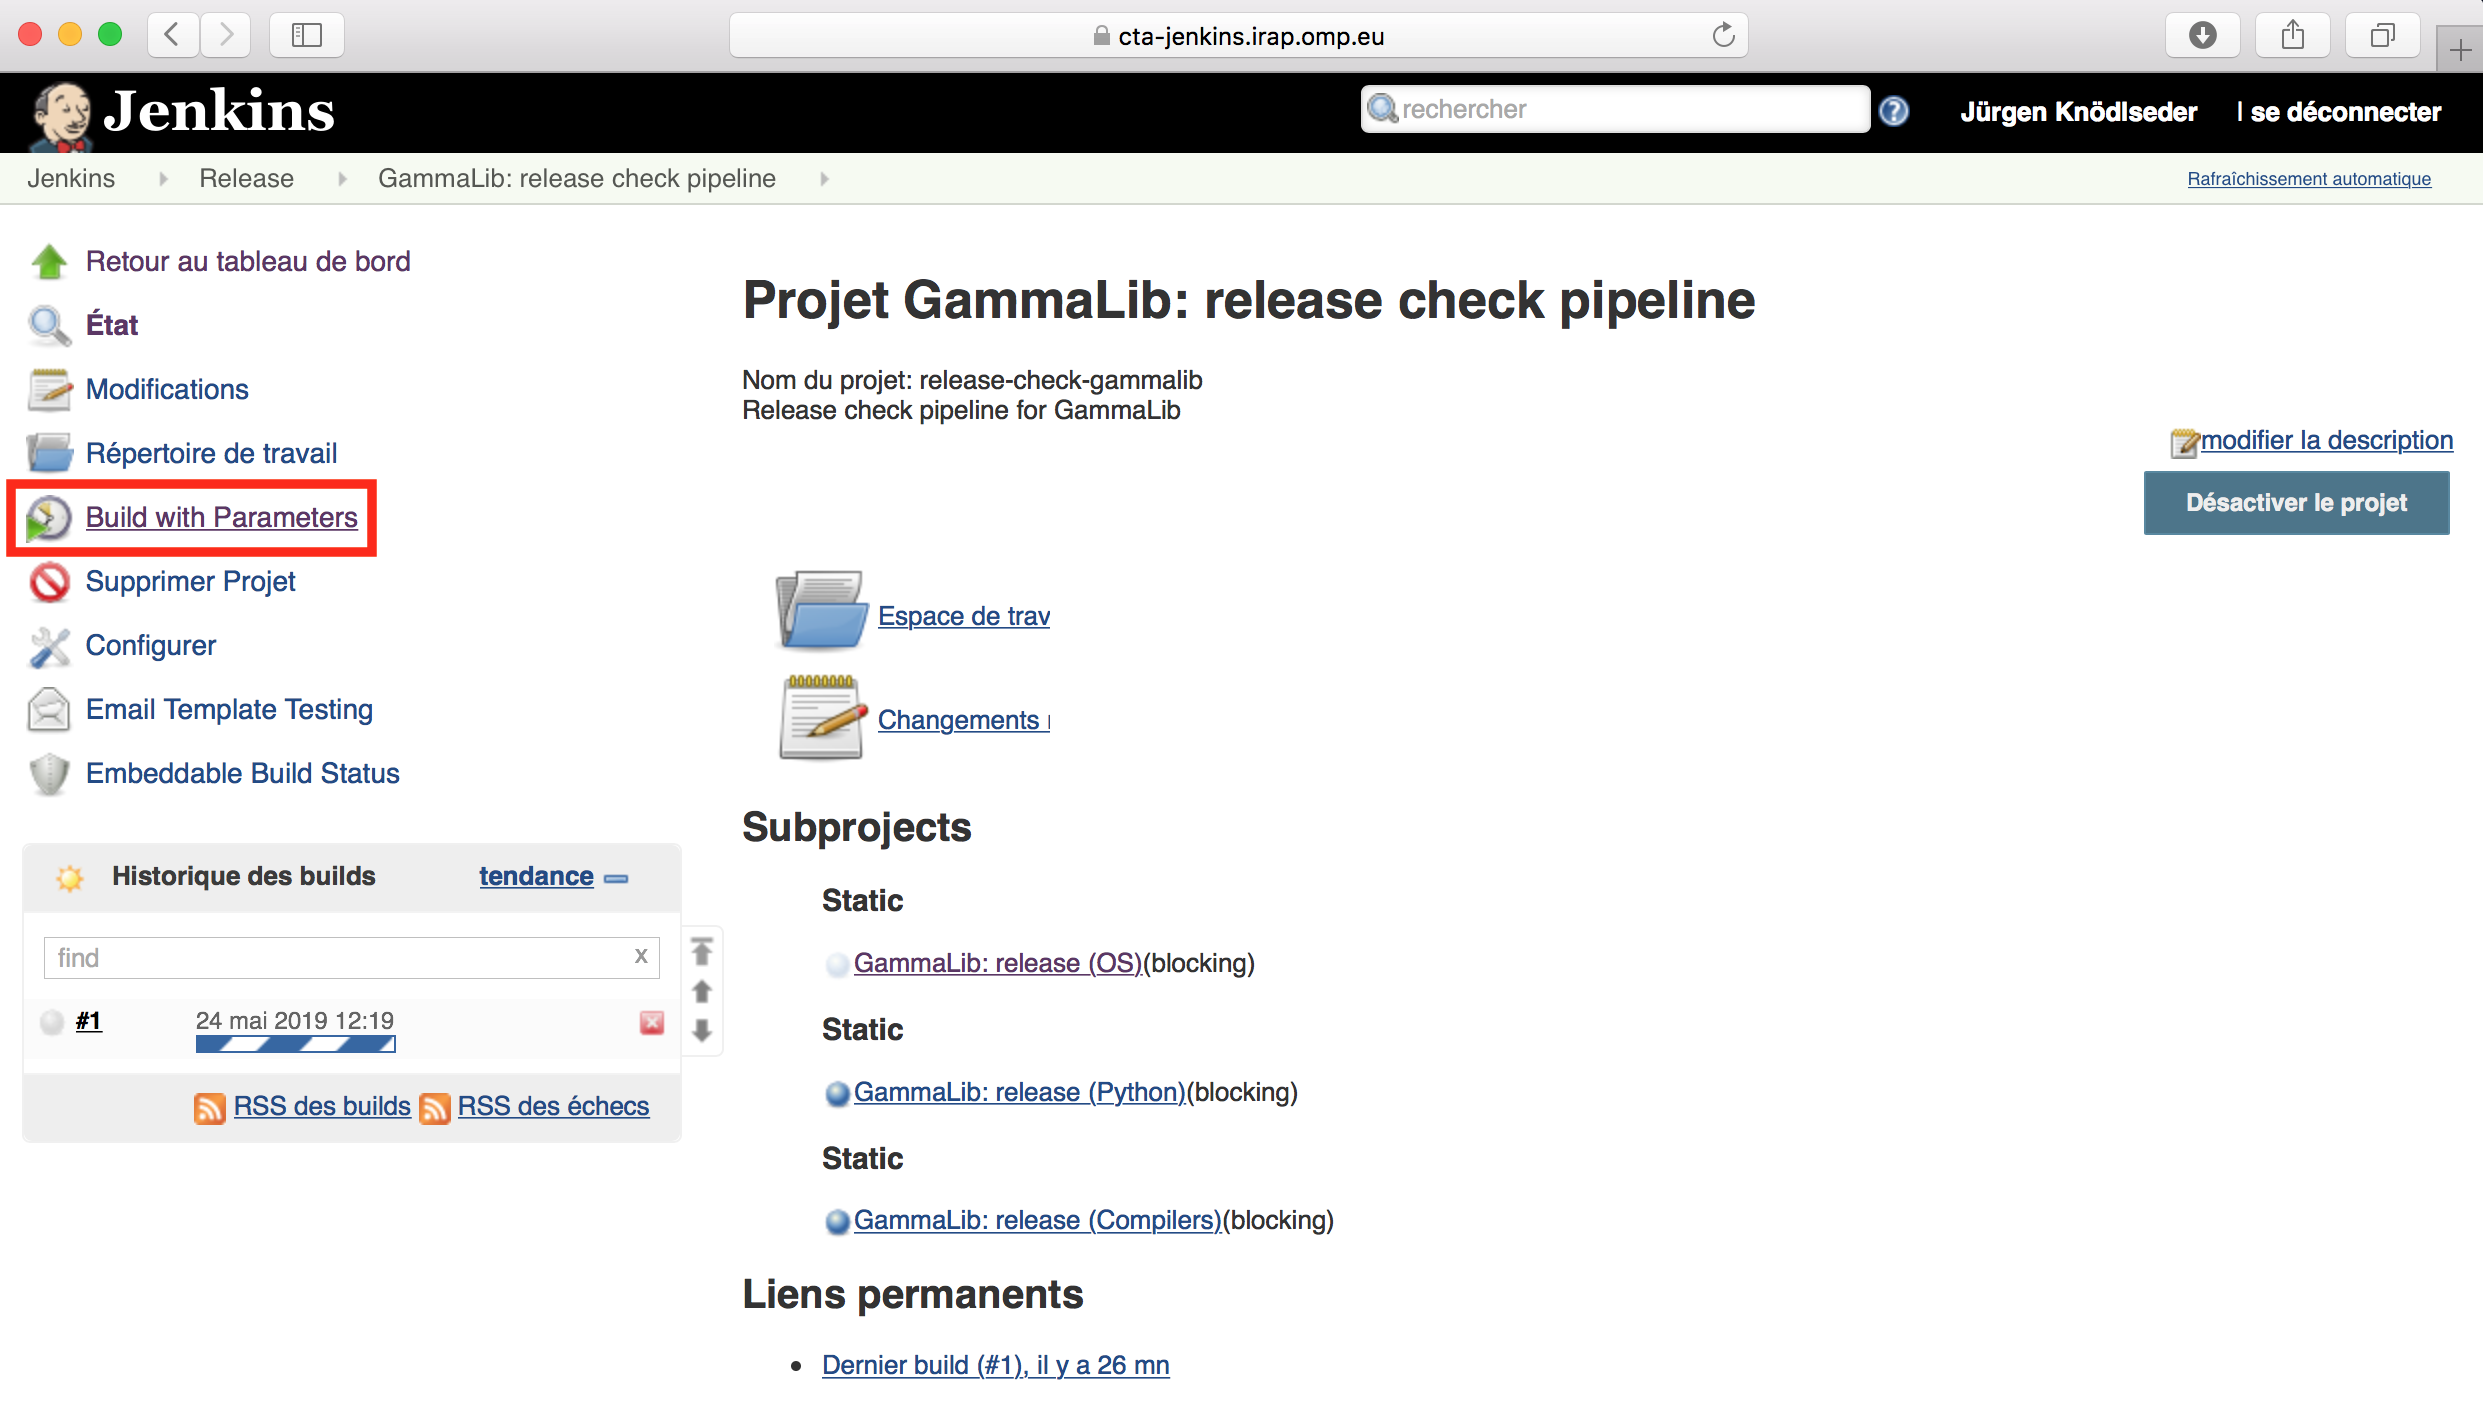 cta-jenkins.irap.omp.eu
Jenkins
rechercher
Jürgen Knödlseder
| se déconnecter
Jenkins
Release
GammaLib: release check pipeline
Rafraîchissement automatique
Retour au tableau de bord
État
Modifications
Répertoire de travail
Build with Parameters
Supprimer Projet
Configurer
Email Template Testing
Embeddable Build Status
Historique des builds
tendance
find
x
#1
24 mai 2019 12:19
RSS des builds
RSS des échecs
Projet GammaLib: release check pipeline
Nom du projet: release-check-gammalib
Release check pipeline for GammaLib
modifier la description
Désactiver le projet
Espace de trav
Changements
Subprojects
Static
GammaLib: release (OS)(blocking)
Static
GammaLib: release (Python)(blocking)
Static
GammaLib: release (Compilers)(blocking)
Liens permanents
• Dernier build (#1), il y a 26 mn